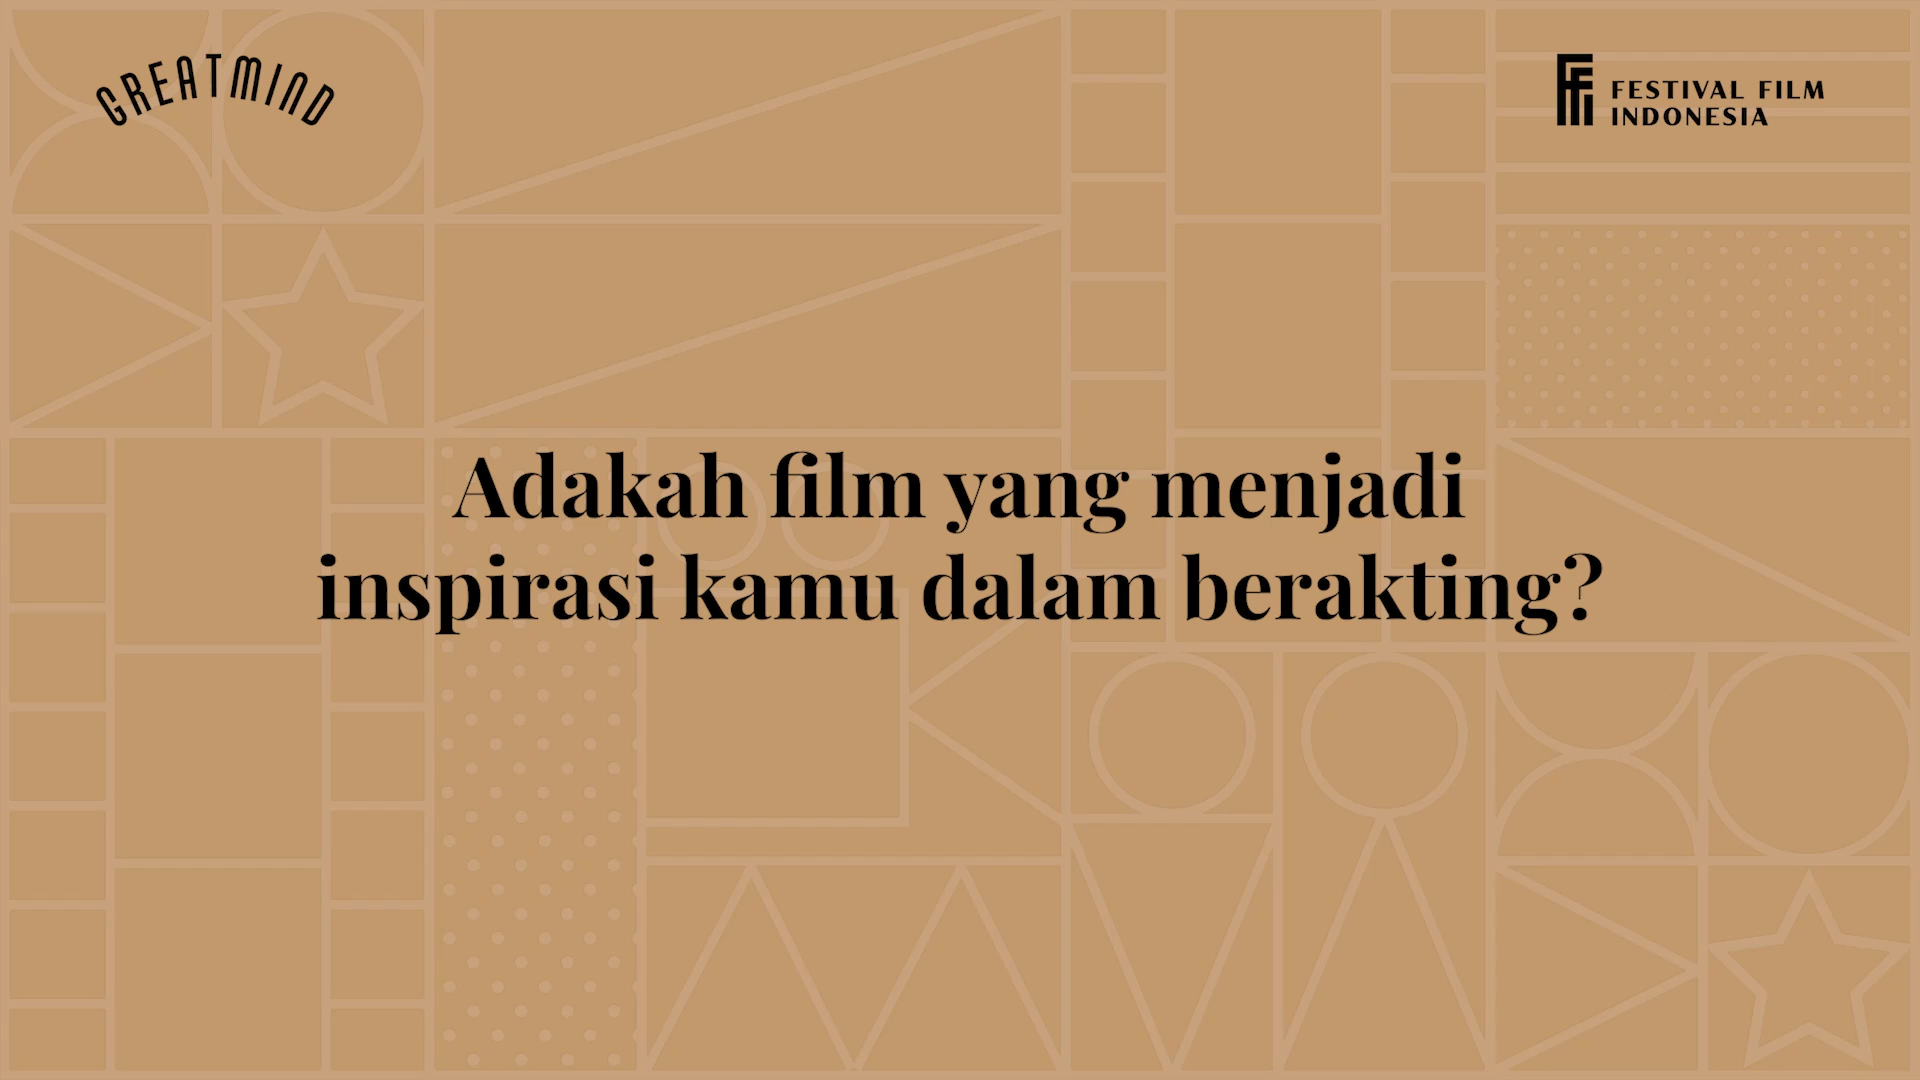 GREATMIND
FESTIVAL FILM
INDONESIA
Adakah film yang menjadi
inspirasi kamu dalam berakting?